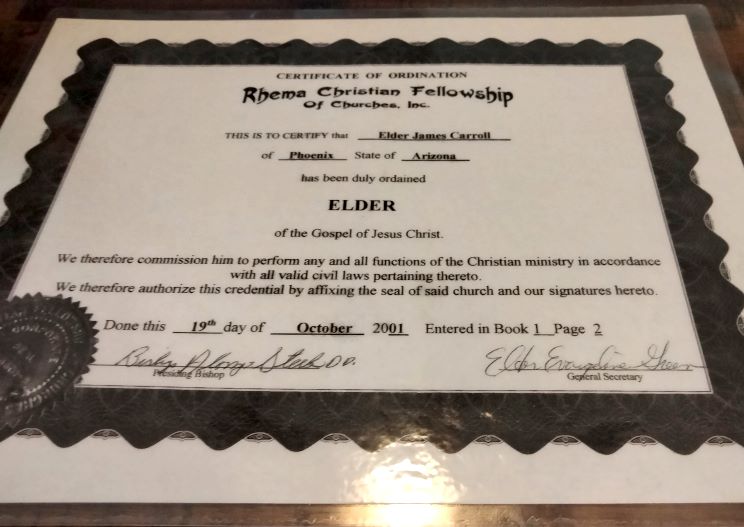 CERTIFICATE OF ORDINATION
Rhema Christian Fellowship
Of Churches, Inc.
THIS IS TO CERTIFY that Elder James Carroll
of Phoenix State of Arizona
has been duly ordained
ELDER
of the Gospel of Jesus Christ.
We therefore commission him to perform any and all functions of the Christian ministry in accordance
with all valid civil laws pertaining thereto.
We therefore authorize this credential by affixing the seal of said church and our signatures hereto.
Done this 19th day of October 2001 Entered in Book 1 Page 2
Presiding Bishop
General Secretary